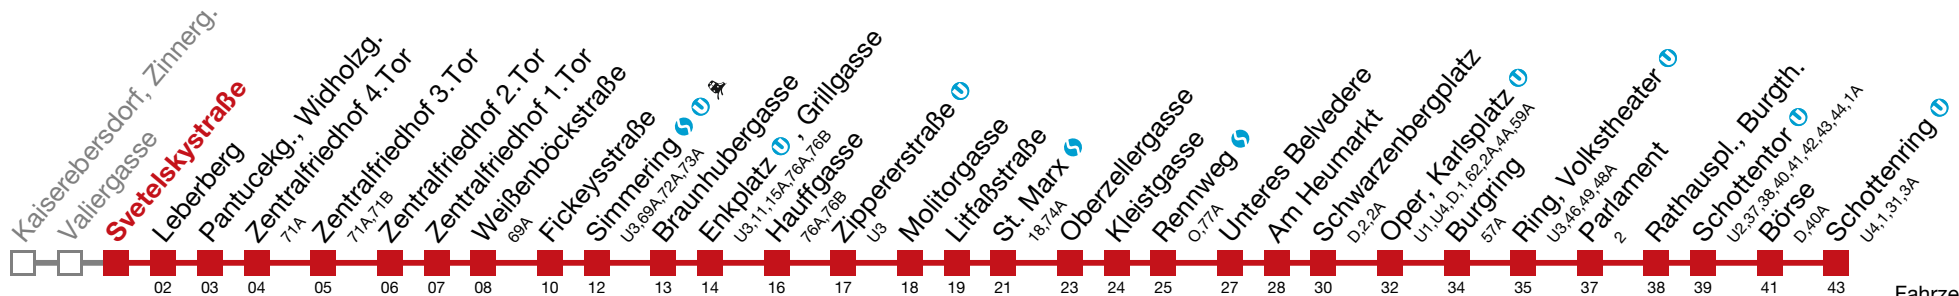 Kaiserebersdorf, Zinnerg.
Valiergasse
Svetelskystraße
Leberberg
Pantucekg., Widholzg.
Zentralfriedhof 4.Tor
71A
Zentralfriedhof 3.Tor
71A,71B
Zentralfriedhof 2.Tor
Zentralfriedhof 1.Tor
Weißenböckstraße
69A
Fickeysstraße
Simmering S U
U3,69A,72A,73A
Braunhubergasse
Enkplatz U , Grillgasse
U3,11,15A,76A,76B
Hauffgasse
76A,76B
Zippererstraße U
U3
Molitorgasse
Litfaßstraße
St. Marx S
18,74A
Oberzellergasse
Kleistgasse
Rennweg S
O,77A
Unteres Belvedere
Am Heumarkt
Schwarzenbergplatz
D,2,2A
Oper, Karlsplatz U
U1,U4,D,1,62,2A,4A,59A
Burgring
57A
Ring, Volkstheater U
U3,46,49,48A
Parlament
2
Rathauspl., Burgth.
Schottentor U
U2,37,38,40,41,42,43,44,1A
Börse
D,40A
Schottenring U
U4,1,31,3A
02 03 04 05 06 07 08 10 12 13 14 16 17 18 19 21 23 24 25 27 28 30 32 34 35 37 38 39 41 43